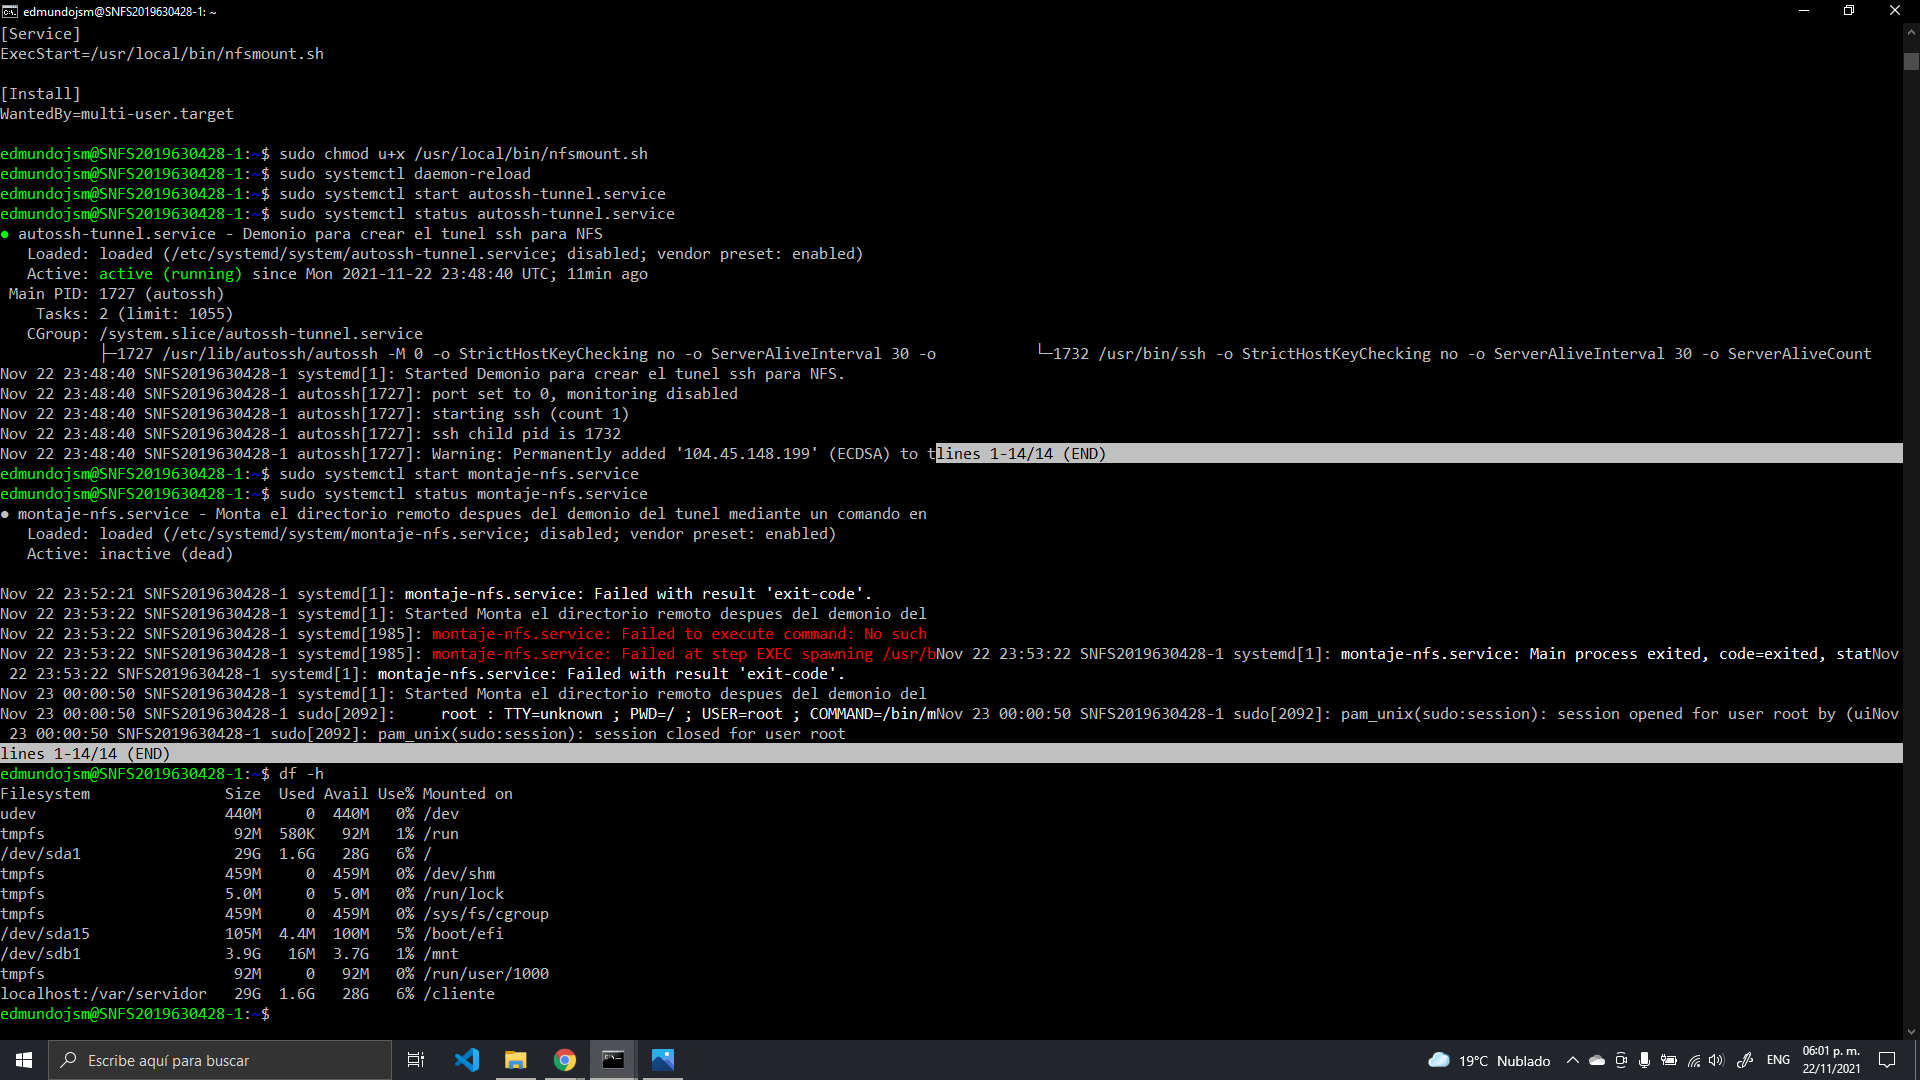 edmundojsm@SNFS2019630428-1: ~
[Service]
ExecStart=/usr/local/bin/nfsmount.sh
[Install]
WantedBy=multi-user.target
edmundojsm@SNFS2019630428-1:~$ sudo chmod u+x /usr/local/bin/nfsmount.sh
edmundojsm@SNFS2019630428-1:~$ sudo systemctl daemon-reload
edmundojsm@SNFS2019630428-1:~$ sudo systemctl start autossh-tunnel.service
edmundojsm@SNFS2019630428-1:~$ sudo systemctl status autossh-tunnel.service
● autossh-tunnel.service - Demonio para crear el tunel ssh para NFS
   Loaded: loaded (/etc/systemd/system/autossh-tunnel.service; disabled; vendor preset: enabled)
   Active: active (running) since Mon 2021-11-22 23:48:40 UTC; 11min ago
 Main PID: 1727 (autossh)
    Tasks: 2 (limit: 1055)
   CGroup: /system.slice/autossh-tunnel.service
           ├─1727 /usr/lib/autossh/autossh -M 0 -o StrictHostKeyChecking no -o ServerAliveInterval 30 -o           └─1732 /usr/bin/ssh -o StrictHostKeyChecking no -o ServerAliveInterval 30 -o ServerAliveCount
Nov 22 23:48:40 SNFS2019630428-1 systemd[1]: Started Demonio para crear el tunel ssh para NFS.
Nov 22 23:48:40 SNFS2019630428-1 autossh[1727]: port set to 0, monitoring disabled
Nov 22 23:48:40 SNFS2019630428-1 autossh[1727]: starting ssh (count 1)
Nov 22 23:48:40 SNFS2019630428-1 autossh[1727]: ssh child pid is 1732
Nov 22 23:48:40 SNFS2019630428-1 autossh[1727]: Warning: Permanently added '104.45.148.199' (ECDSA) to tlines 1-14/14 (END)
edmundojsm@SNFS2019630428-1:~$ sudo systemctl start montaje-nfs.service
edmundojsm@SNFS2019630428-1:~$ sudo systemctl status montaje-nfs.service
● montaje-nfs.service - Monta el directorio remoto despues del demonio del tunel mediante un comando en
   Loaded: loaded (/etc/systemd/system/montaje-nfs.service; disabled; vendor preset: enabled)
   Active: inactive (dead)
Nov 22 23:52:21 SNFS2019630428-1 systemd[1]: montaje-nfs.service: Failed with result 'exit-code'.
Nov 22 23:53:22 SNFS2019630428-1 systemd[1]: Started Monta el directorio remoto despues del demonio del
Nov 22 23:53:22 SNFS2019630428-1 systemd[1985]: montaje-nfs.service: Failed to execute command: No such
Nov 22 23:53:22 SNFS2019630428-1 systemd[1985]: montaje-nfs.service: Failed at step EXEC spawning /usr/bNov 22 23:53:22 SNFS2019630428-1 systemd[1]: montaje-nfs.service: Main process exited, code=exited, statNov
 22 23:53:22 SNFS2019630428-1 systemd[1]: montaje-nfs.service: Failed with result 'exit-code'.
Nov 23 00:00:50 SNFS2019630428-1 systemd[1]: Started Monta el directorio remoto despues del demonio del
Nov 23 00:00:50 SNFS2019630428-1 sudo[2092]:     root : TTY=unknown ; PWD=/ ; USER=root ; COMMAND=/bin/mNov 23 00:00:50 SNFS2019630428-1 sudo[2092]: pam_unix(sudo:session): session opened for user root by (uiNov
 23 00:00:50 SNFS2019630428-1 sudo[2092]: pam_unix(sudo:session): session closed for user root
lines 1-14/14 (END)
edmundojsm@SNFS2019630428-1:~$ df -h
Filesystem               Size  Used Avail Use% Mounted on
udev                     440M     0  440M   0% /dev
tmpfs                     92M  580K   92M   1% /run
/dev/sda1                 29G  1.6G   28G   6% /
tmpfs                    459M     0  459M   0% /dev/shm
tmpfs                    5.0M     0  5.0M   0% /run/lock
tmpfs                    459M     0  459M   0% /sys/fs/cgroup
/dev/sda15               105M  4.4M  100M   5% /boot/efi
/dev/sdb1                3.9G   16M  3.7G   1% /mnt
tmpfs                     92M     0   92M   0% /run/user/1000
localhost:/var/servidor   29G  1.6G   28G   6% /cliente
edmundojsm@SNFS2019630428-1:~$
Escribe aquí para buscar
19°C Nublado
ENG
06:01 p. m.
22/11/2021